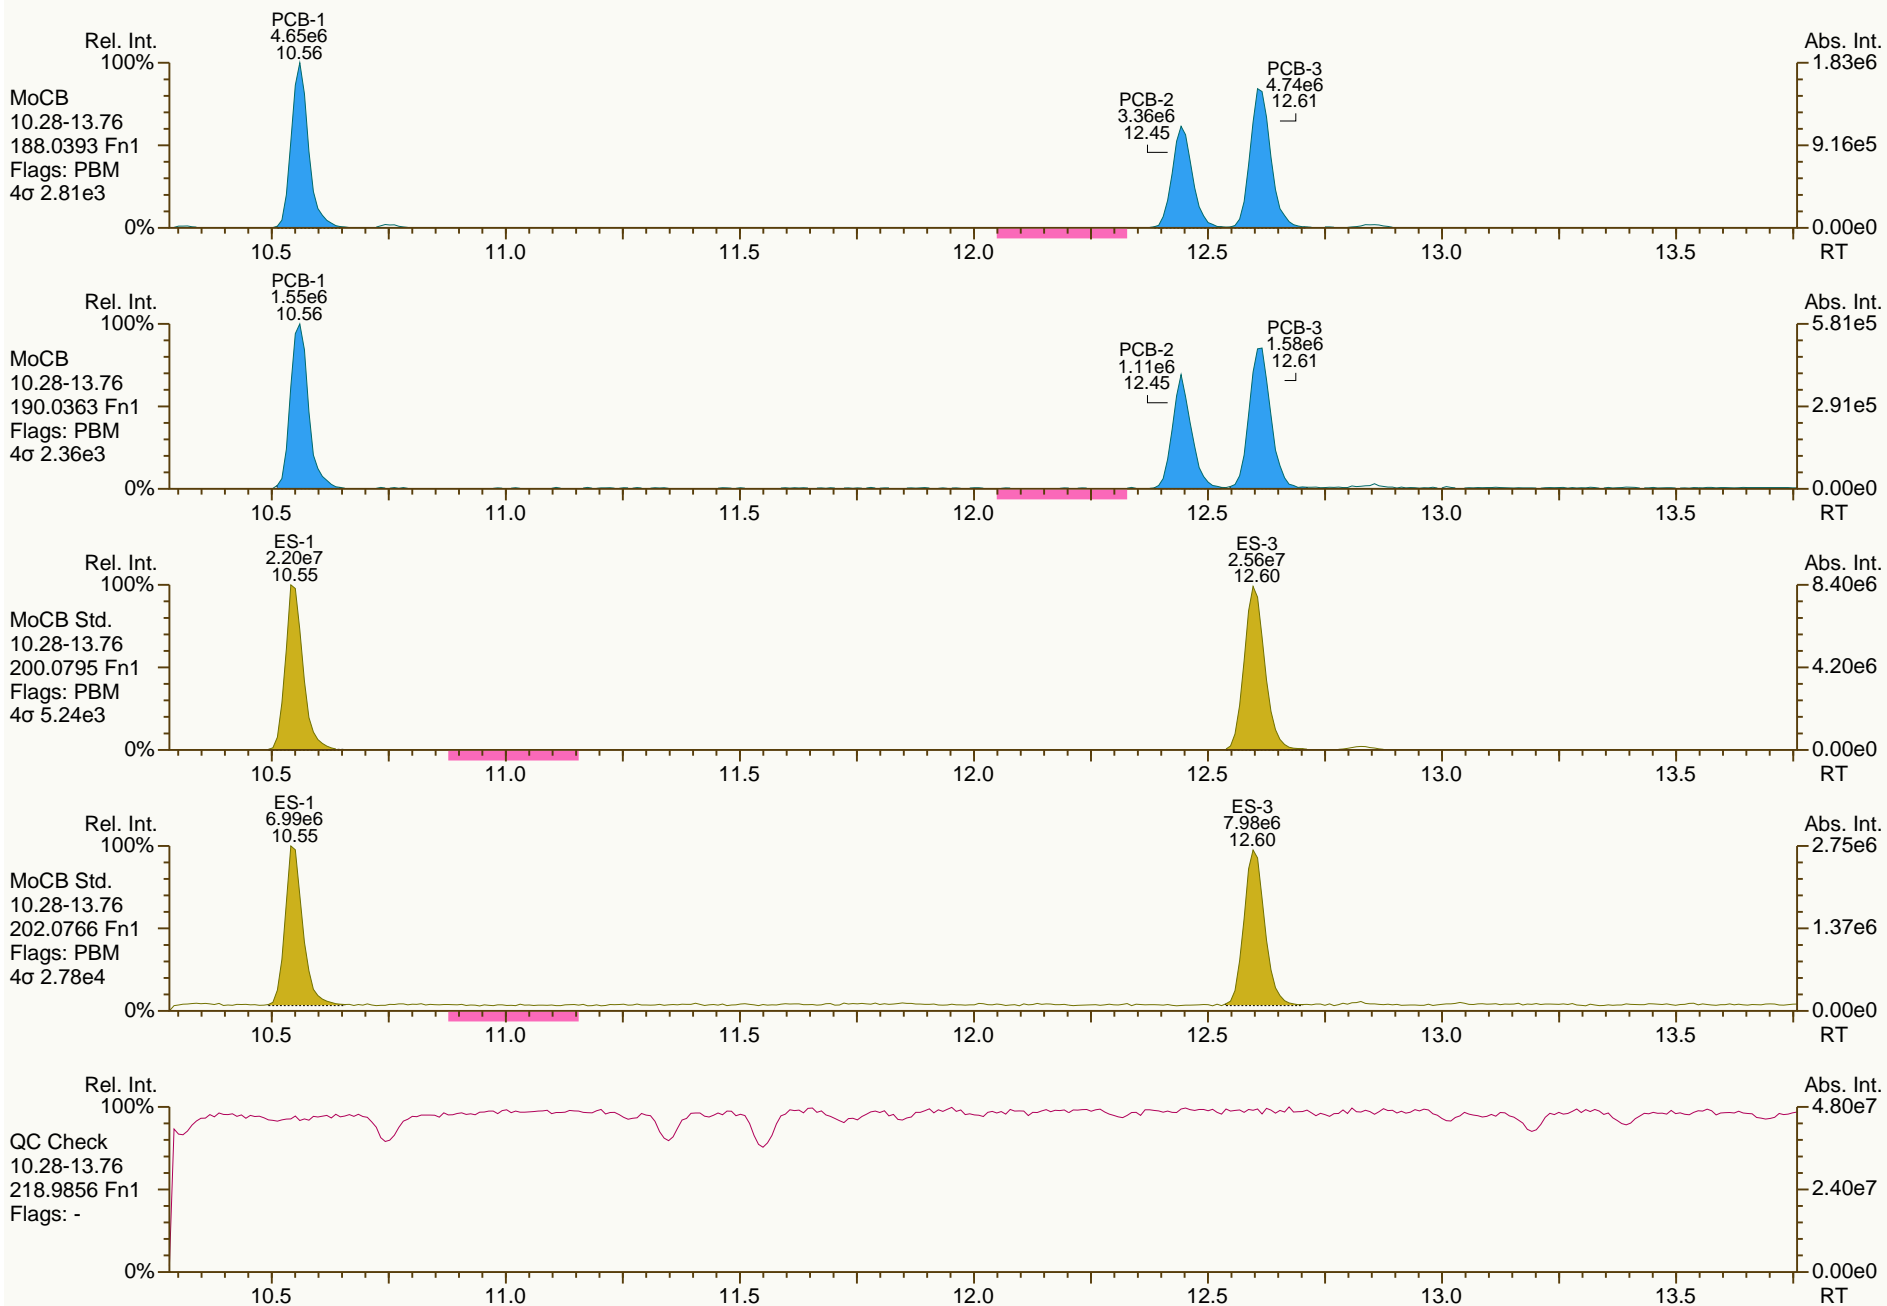 PCB-1
4.65e6
10.56
Rel. Int.
Abs. Int.
100%
1.83e6
PCB-3
4.74e6
12.61
PCB-2
3.36e6
12.45
MoCB
10.28-13.76
188.0393 Fn1
Flags: PBM
4σ 2.81e3
9.16e5
0%
0.00e0
10.5 11.0 11.5 12.0 12.5 13.0 13.5 RT
PCB-1
1.55e6
10.56
Rel. Int.
Abs. Int.
100%
5.81e5
PCB-3
1.58e6
12.61
PCB-2
1.11e6
12.45
MoCB
10.28-13.76
190.0363 Fn1
Flags: PBM
4σ 2.36e3
2.91e5
0%
0.00e0
10.5 11.0 11.5 12.0 12.5 13.0 13.5 RT
ES-1
2.20e7
10.55
ES-3
2.56e7
12.60
Rel. Int.
Abs. Int.
100%
8.40e6
MoCB Std.
10.28-13.76
200.0795 Fn1
Flags: PBM
4σ 5.24e3
4.20e6
0%
0.00e0
10.5 11.0 11.5 12.0 12.5 13.0 13.5 RT
ES-1
6.99e6
10.55
ES-3
7.98e6
12.60
Rel. Int.
Abs. Int.
100%
2.75e6
MoCB Std.
10.28-13.76
202.0766 Fn1
Flags: PBM
4σ 2.78e4
1.37e6
0%
0.00e0
10.5 11.0 11.5 12.0 12.5 13.0 13.5 RT
Rel. Int.
Abs. Int.
100%
4.80e7
QC Check
10.28-13.76
218.9856 Fn1
Flags: -
2.40e7
0%
0.00e0
10.5 11.0 11.5 12.0 12.5 13.0 13.5 RT